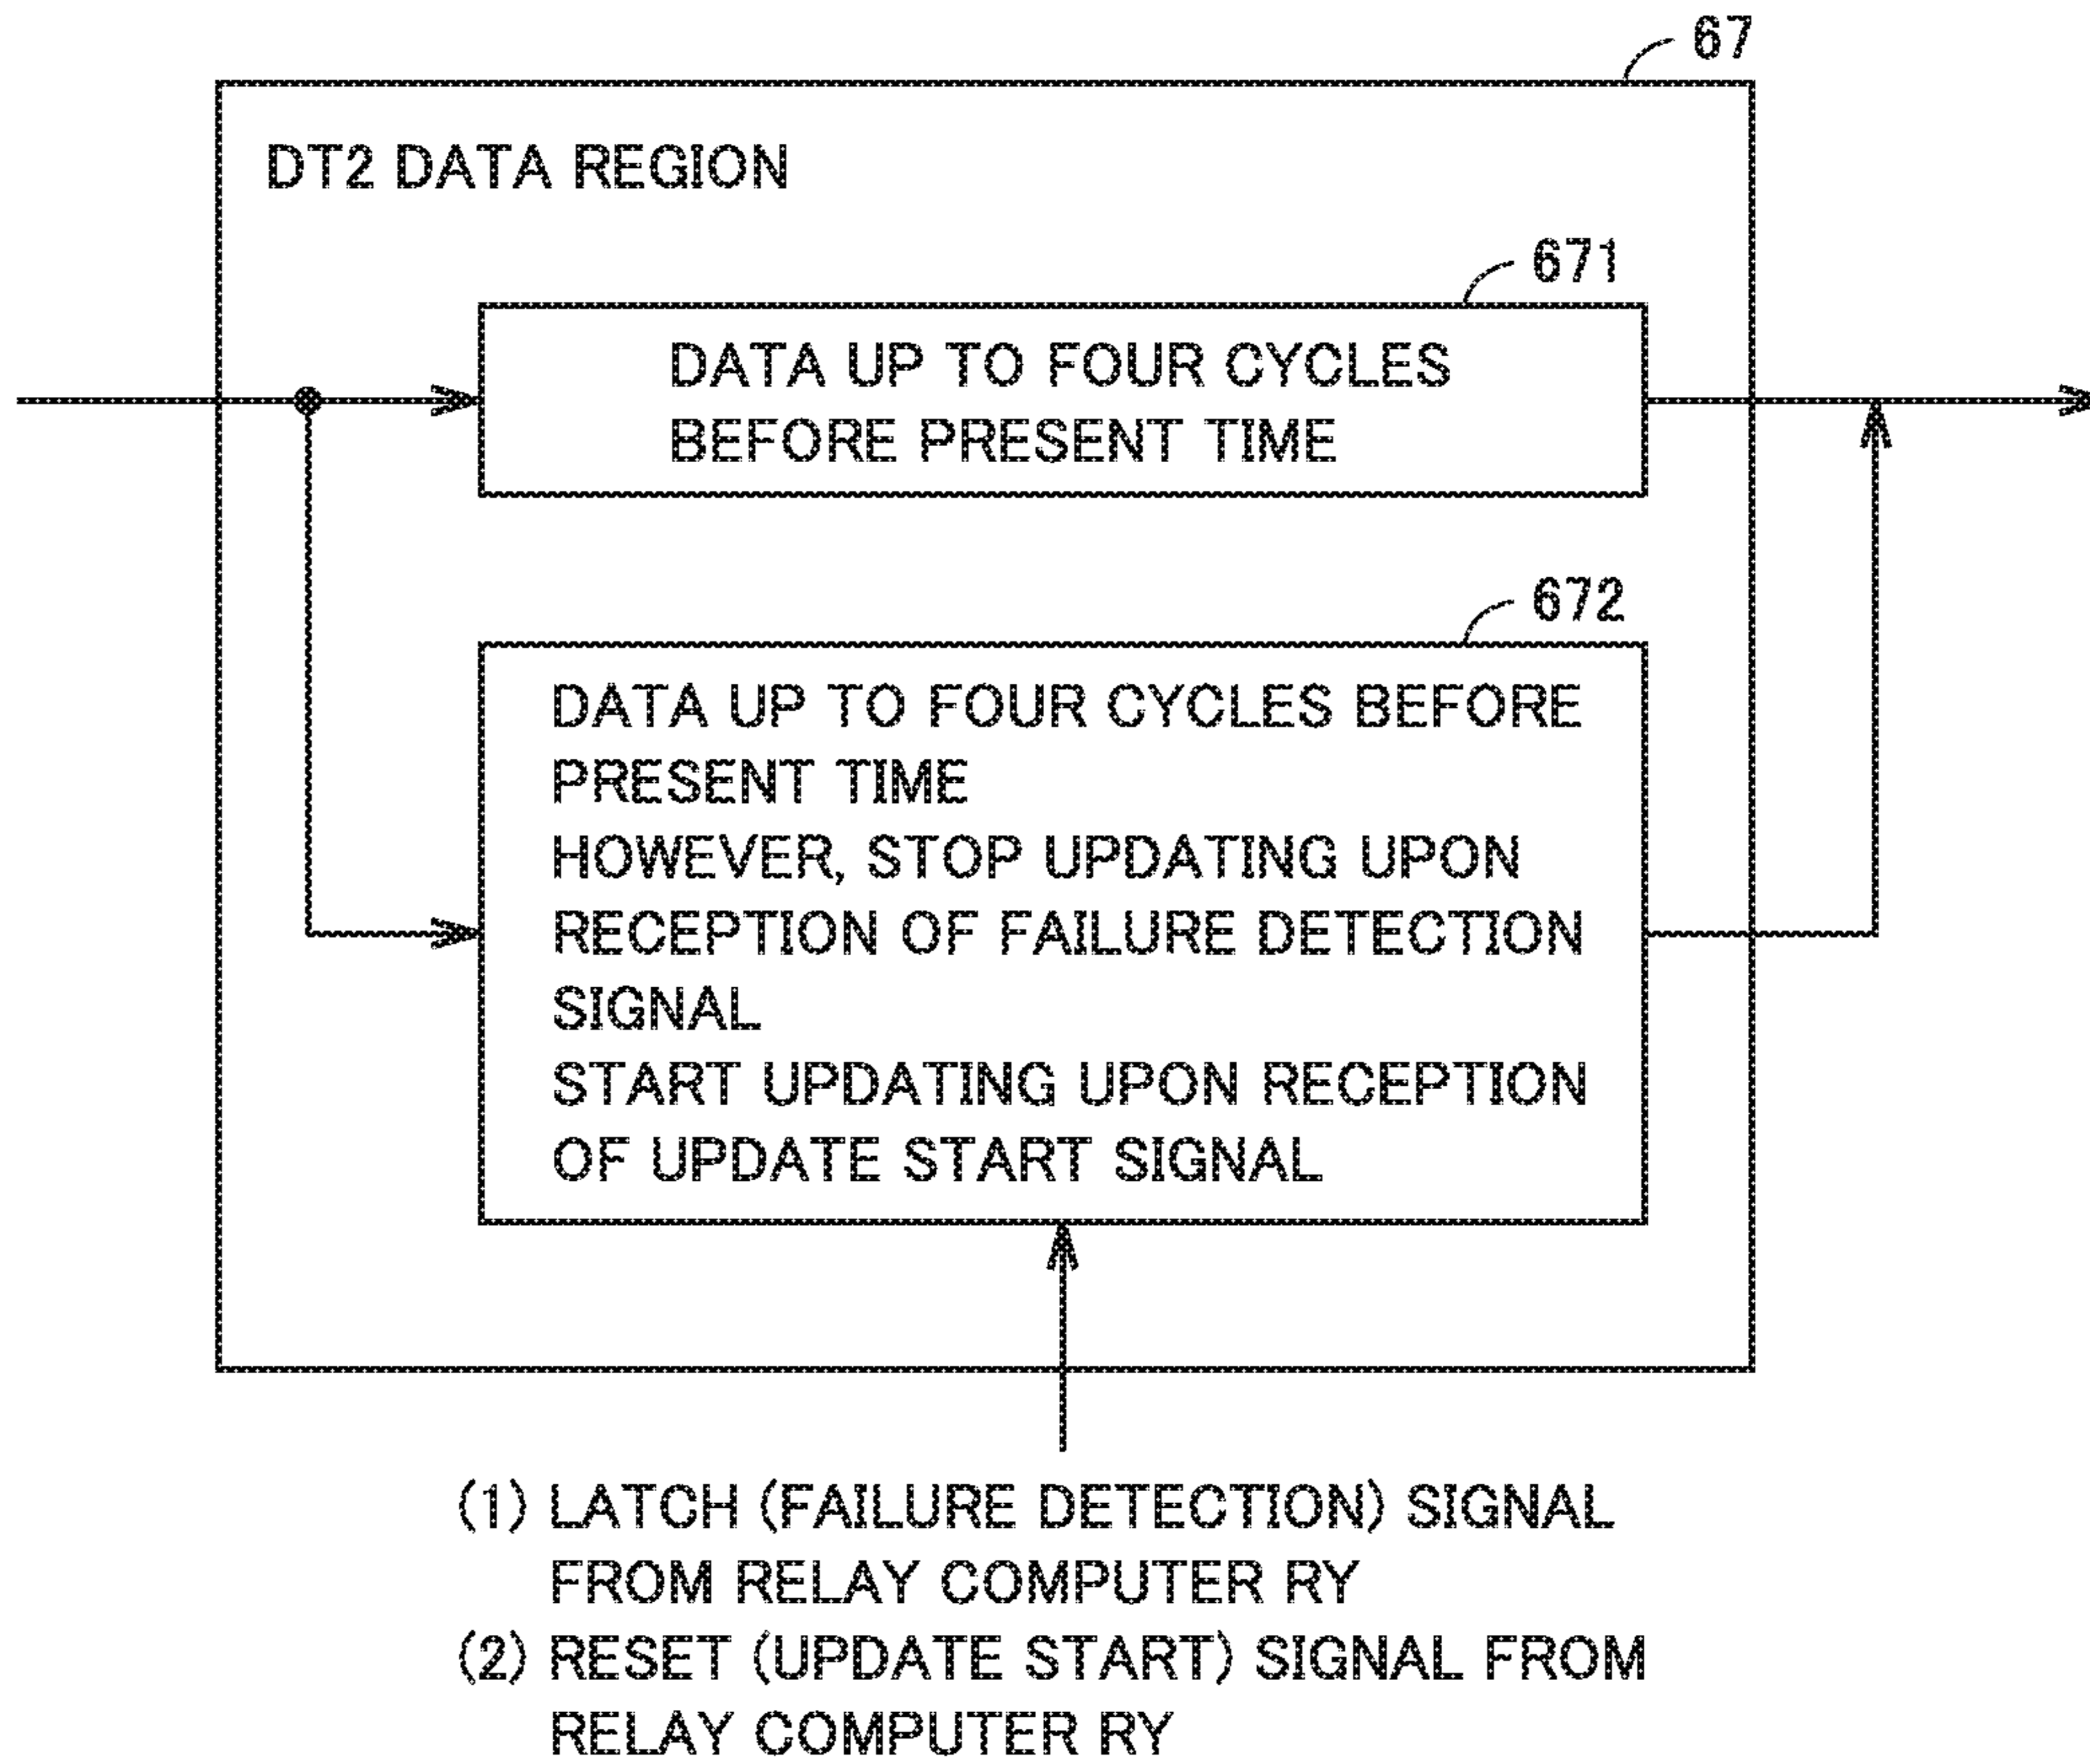 67
DT2 DATA REGION
671
DATA UP TO FOUR CYCLES
BEFORE PRESENT TIME
672
DATA UP TO FOUR CYCLES BEFORE
PRESENT TIME
HOWEVER, STOP UPDATING UPON
RECEPTION OF FAILURE DETECTION
SIGNAL
START UPDATING UPON RECEPTION
OF UPDATE START SIGNAL
(1) LATCH (FAILURE DETECTION) SIGNAL
FROM RELAY COMPUTER RY
(2) RESET (UPDATE START) SIGNAL FROM
RELAY COMPUTER RY